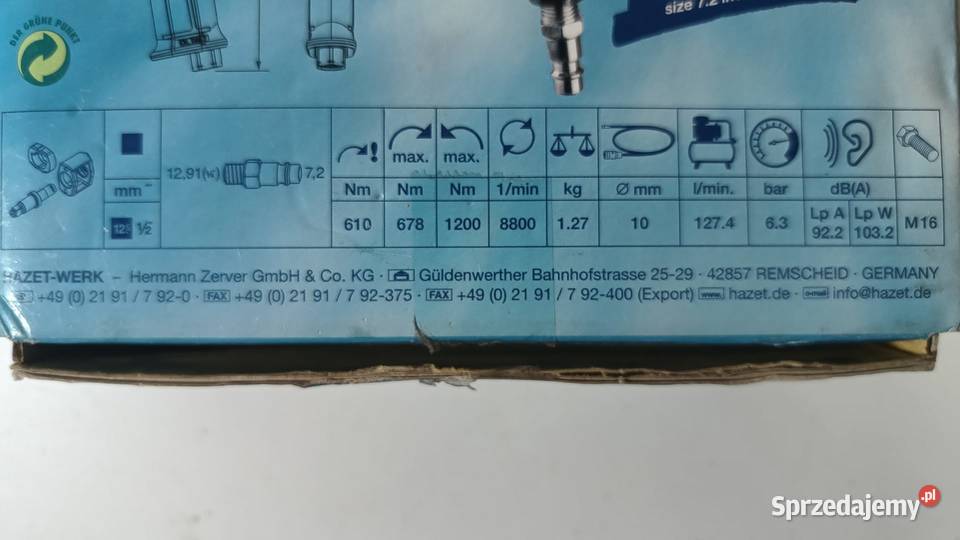 DER GRÜNE PUNKT
size 7.2
max. max.
12,91(¼") 7,2
mm Nm Nm Nm 1/min kg Ø mm l/min. bar dB(A)
12,5 1/2 610 678 1200 8800 1.27 10 127.4 6.3 Lp A 92.2 Lp W 103.2 M16
HAZET-WERK – Hermann Zerver GmbH & Co. KG · Güldenwerther Bahnhofstrasse 25-29 · 42857 REMSCHEID · GERMANY
+49 (0) 21 91 / 7 92-0 · FAX +49 (0) 21 91 / 7 92-375 · FAX +49 (0) 21 91 / 7 92-400 (Export) www. hazet.de · e-mail info@hazet.de
Sprzedajemy.pl